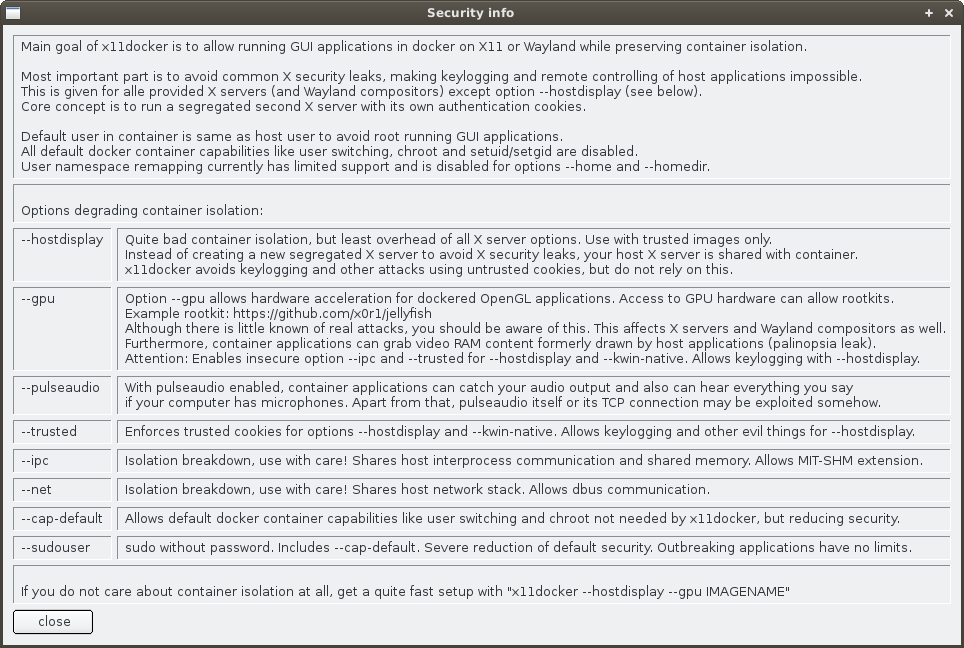 Security info
Main goal of x11docker is to allow running GUI applications in docker on X11 or Wayland while preserving container isolation.
Most important part is to avoid common X security leaks, making keylogging and remote controlling of host applications impossible.
This is given for alle provided X servers (and Wayland compositors) except option --hostdisplay (see below).
Core concept is to run a segregated second X server with its own authentication cookies.
Default user in container is same as host user to avoid root running GUI applications.
All default docker container capabilities like user switching, chroot and setuid/setgid are disabled.
User namespace remapping currently has limited support and is disabled for options --home and --homedir.
Options degrading container isolation:
--hostdisplay
Quite bad container isolation, but least overhead of all X server options. Use with trusted images only.
Instead of creating a new segregated X server to avoid X security leaks, your host X server is shared with container.
x11docker avoids keylogging and other attacks using untrusted cookies, but do not rely on this.
--gpu
Option --gpu allows hardware acceleration for dockered OpenGL applications. Access to GPU hardware can allow rootkits.
Example rootkit: https://github.com/x0r1/jellyfish
Although there is little known of real attacks, you should be aware of this. This affects X servers and Wayland compositors as well.
Furthermore, container applications can grab video RAM content formerly drawn by host applications (palinopsia leak).
Attention: Enables insecure option --ipc and --trusted for --hostdisplay and --kwin-native. Allows keylogging with --hostdisplay.
--pulseaudio
With pulseaudio enabled, container applications can catch your audio output and also can hear everything you say
if your computer has microphones. Apart from that, pulseaudio itself or its TCP connection may be exploited somehow.
--trusted
Enforces trusted cookies for options --hostdisplay and --kwin-native. Allows keylogging and other evil things for --hostdisplay.
--ipc
Isolation breakdown, use with care! Shares host interprocess communication and shared memory. Allows MIT-SHM extension.
--net
Isolation breakdown, use with care! Shares host network stack. Allows dbus communication.
--cap-default
Allows default docker container capabilities like user switching and chroot not needed by x11docker, but reducing security.
--sudouser
sudo without password. Includes --cap-default. Severe reduction of default security. Outbreaking applications have no limits.
If you do not care about container isolation at all, get a quite fast setup with "x11docker --hostdisplay --gpu IMAGENAME"
close